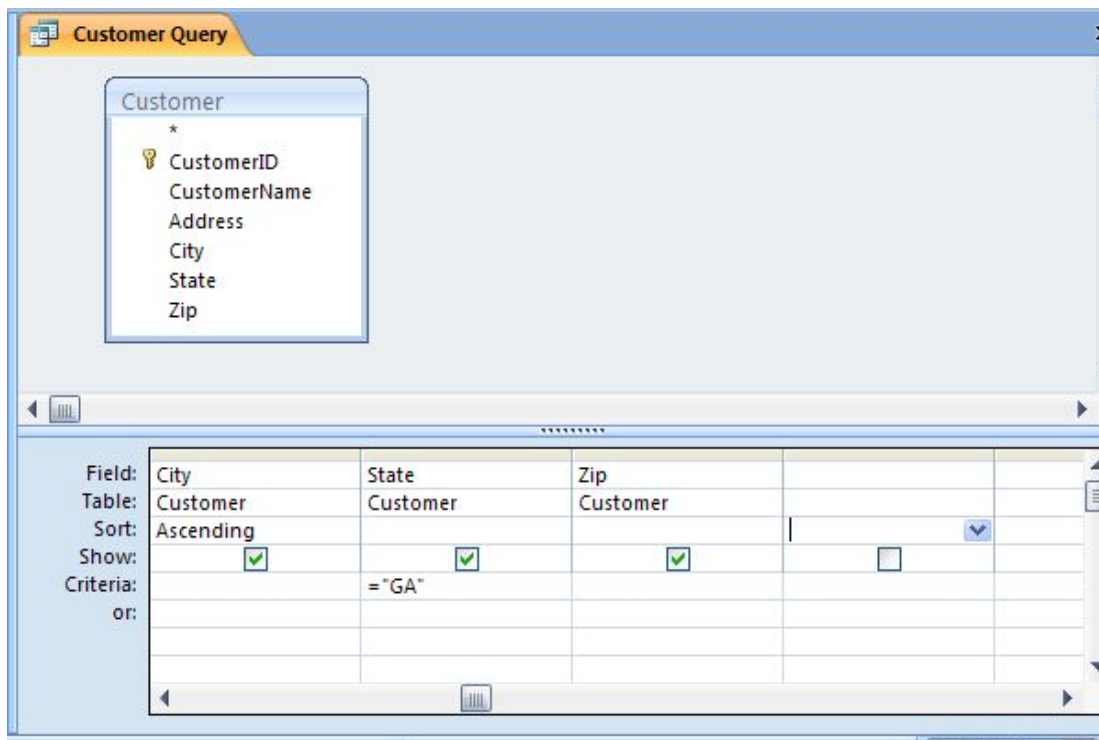 Customer Query
Customer
*
CustomerID
CustomerName
Address
City
State
Zip
Field: City State Zip
Table: Customer Customer Customer
Sort: Ascending
Show:
Criteria: ="GA"
or: